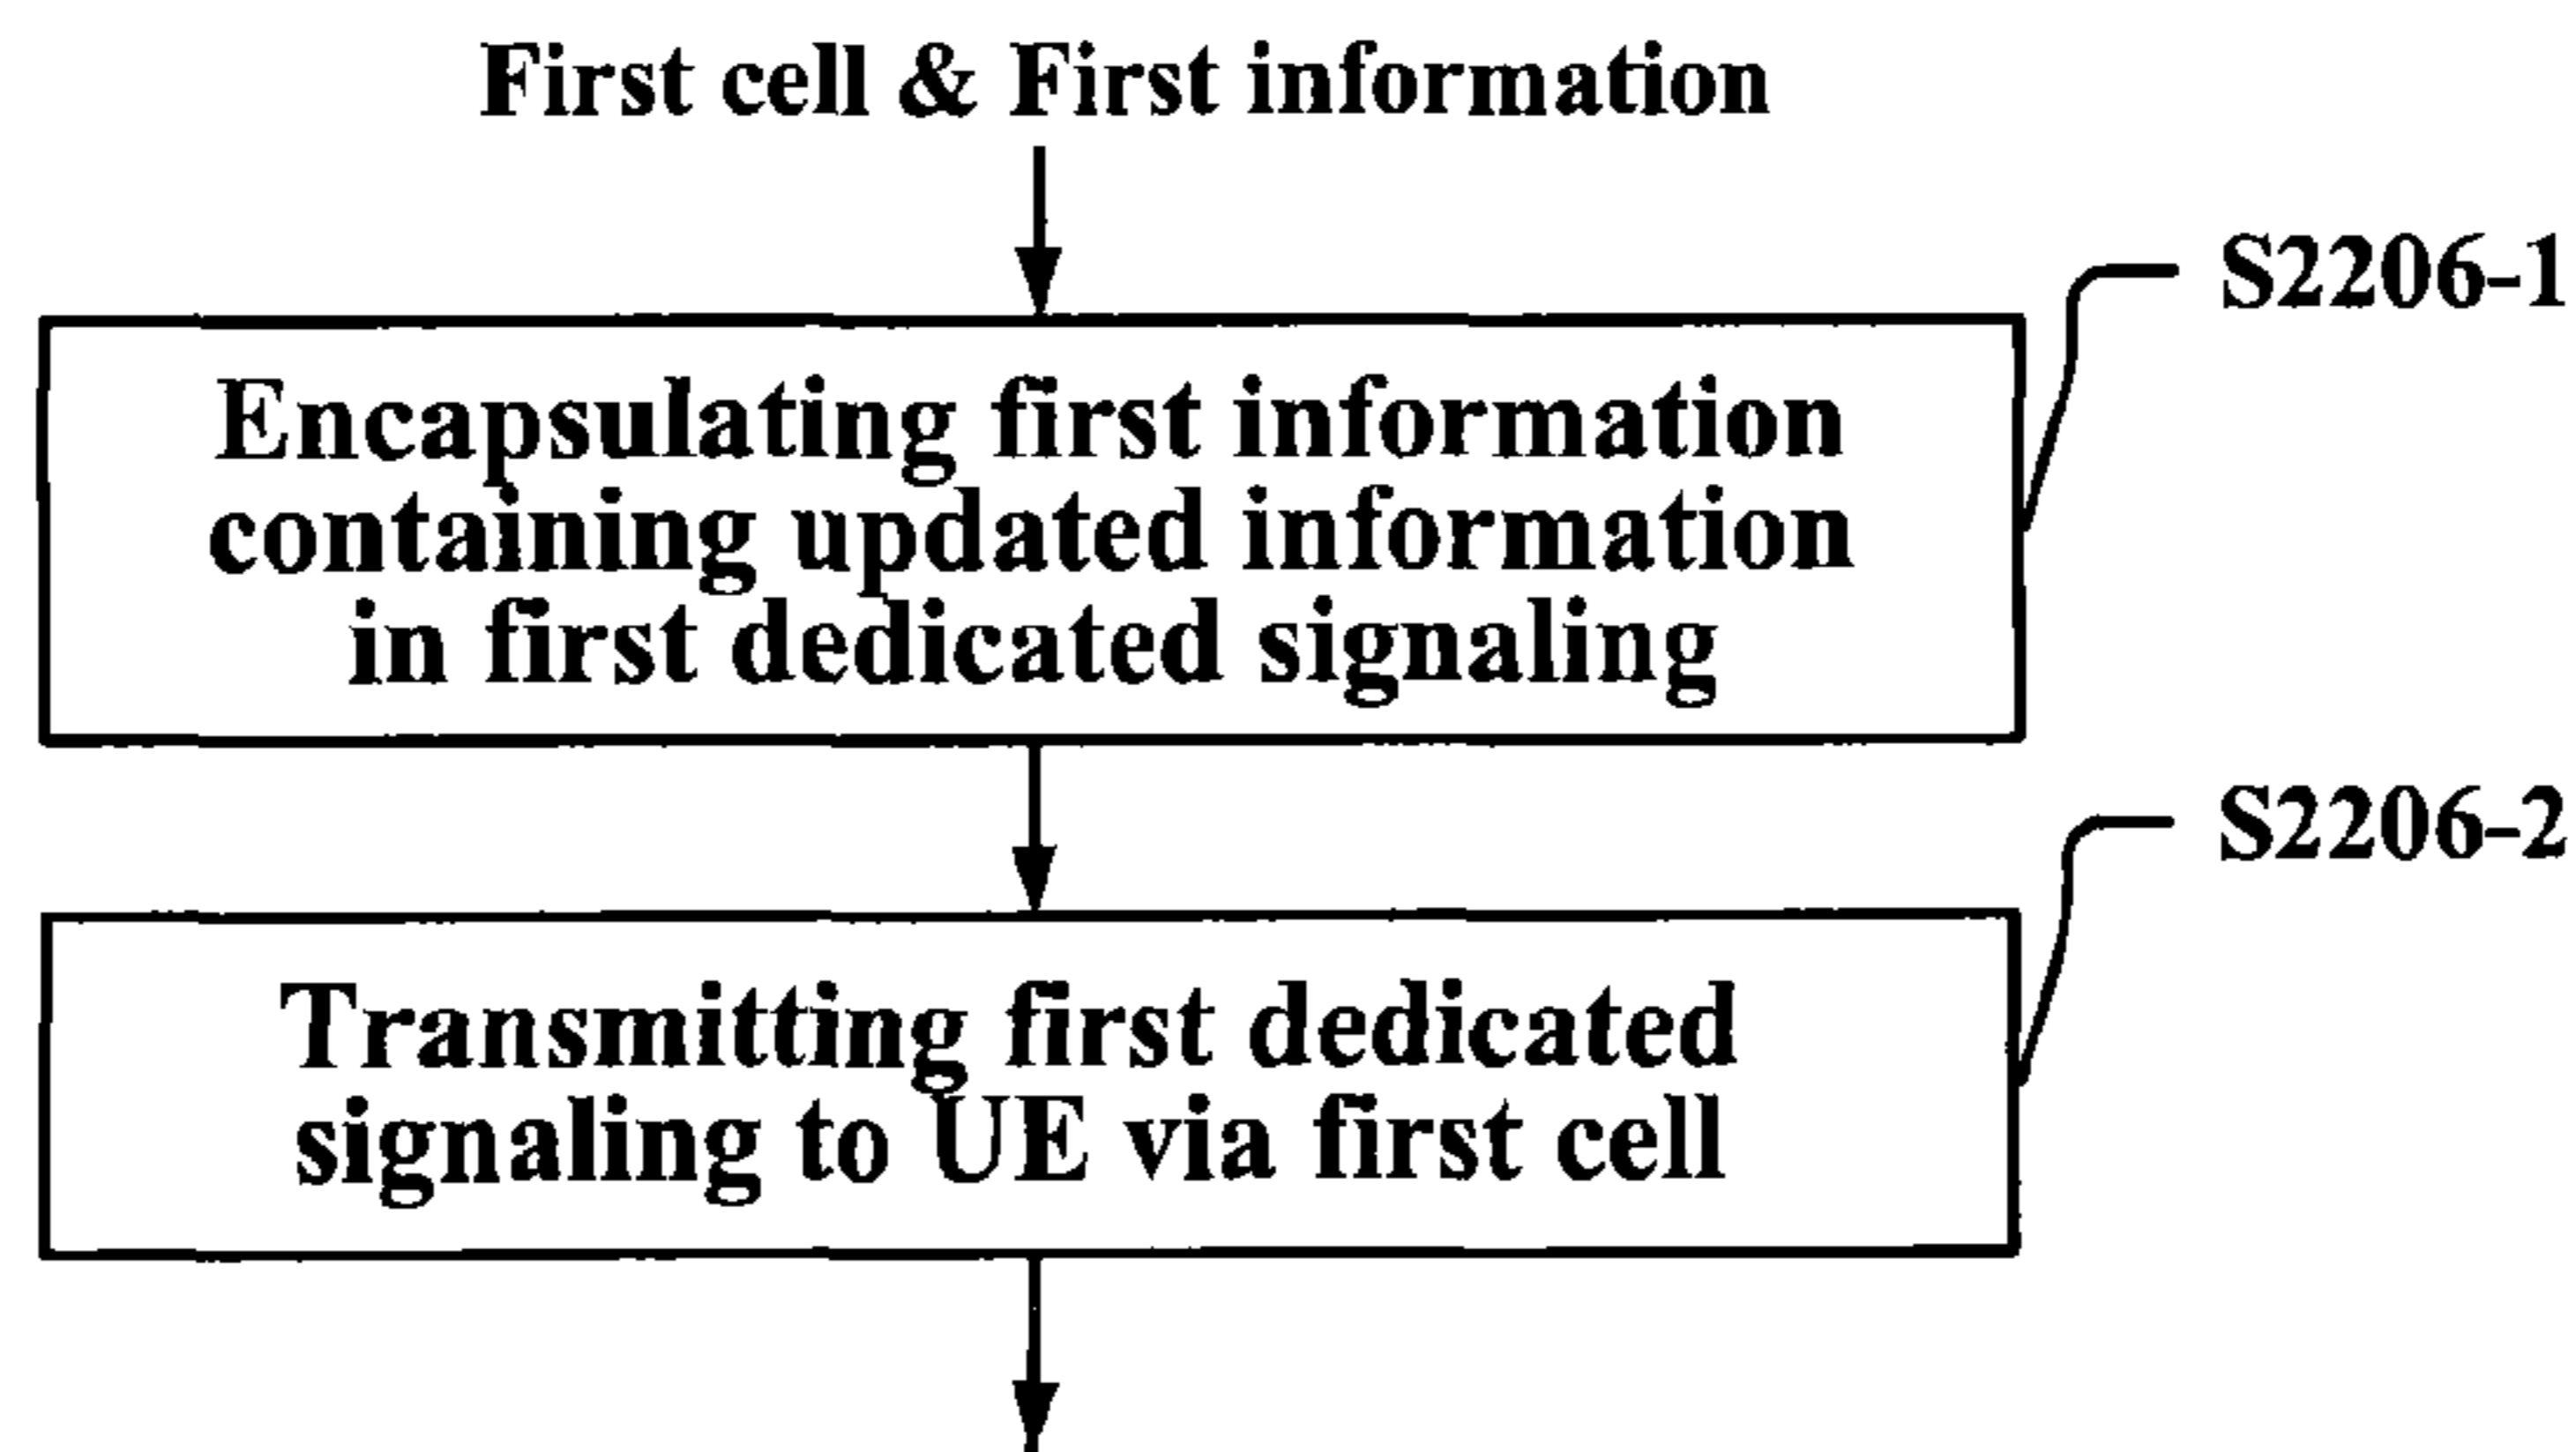 First cell & First information
S2206-1
Encapsulating first information
containing updated information
in first dedicated signaling
S2206-2
Transmitting first dedicated
signaling to UE via first cell